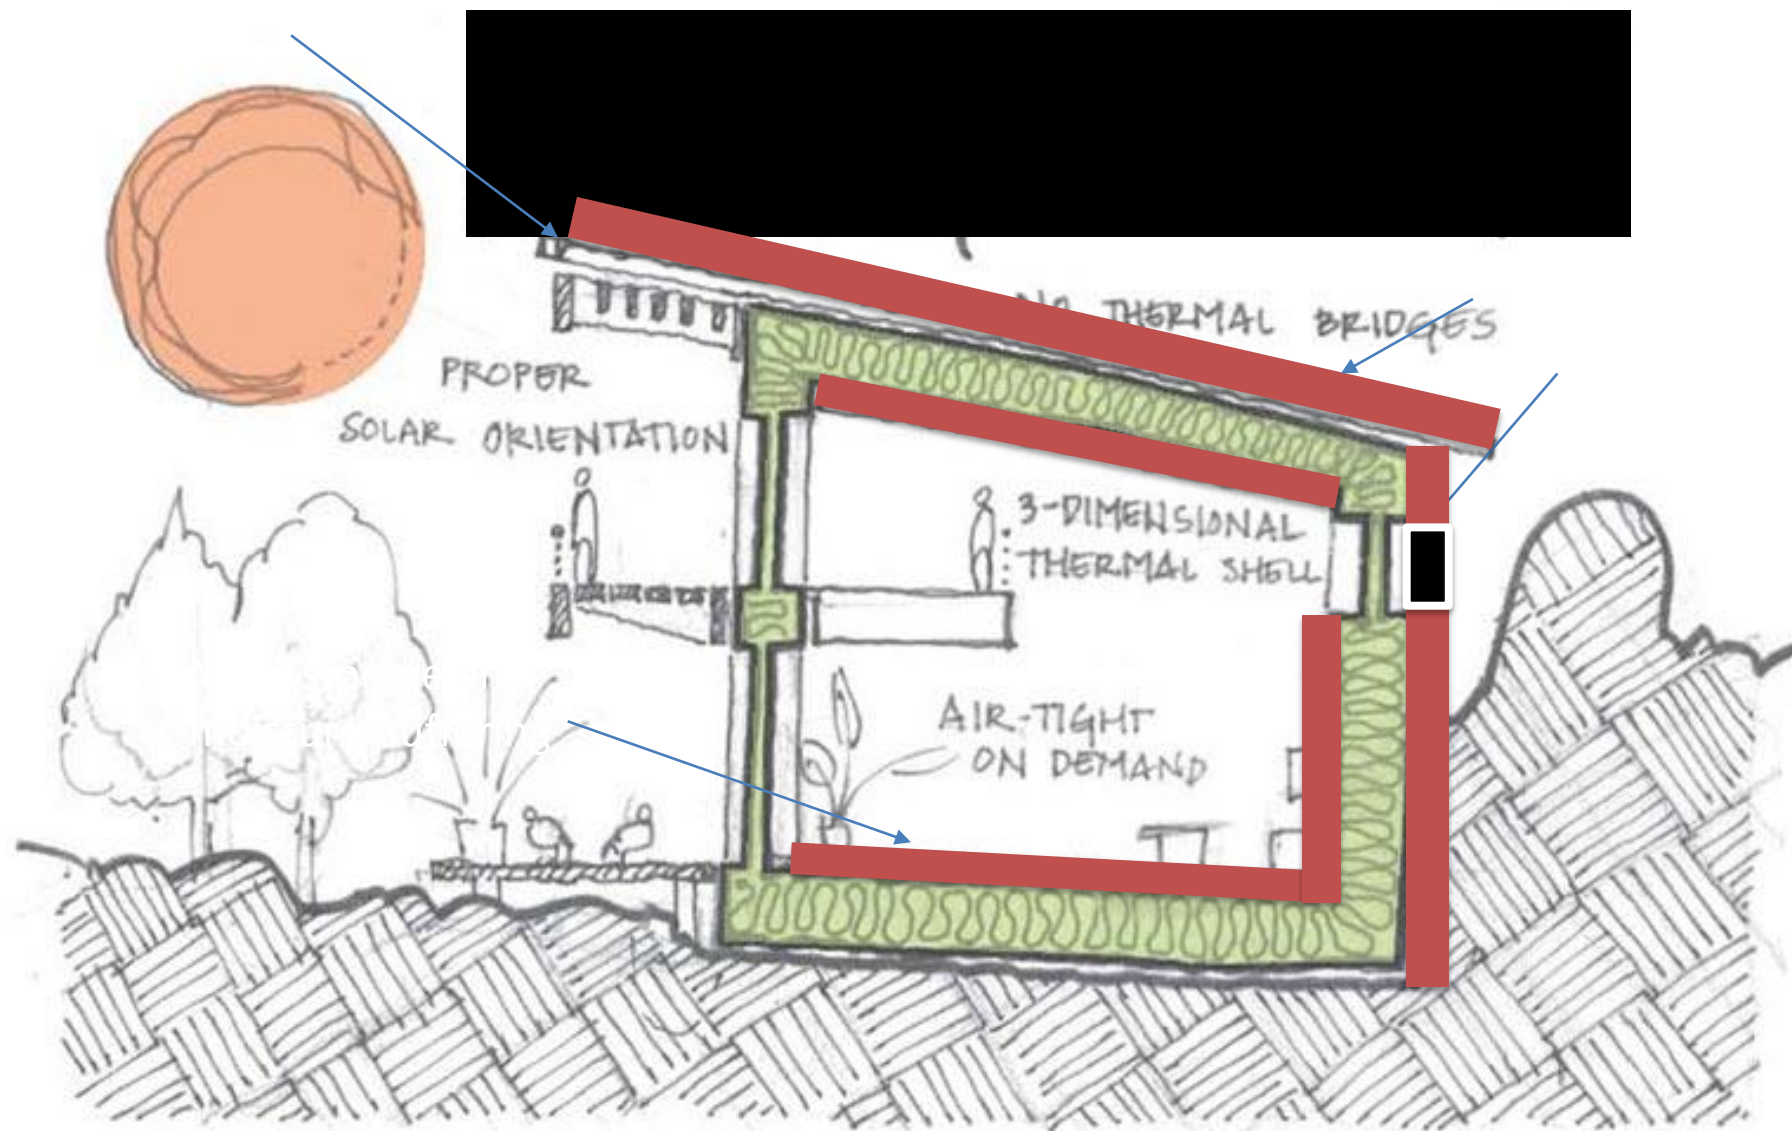 THERMAL BRIDGES
PROPER
SOLAR ORIENTATION
3-DIMENSIONAL
THERMAL SHELL
AIR-TIGHT
ON DEMAND